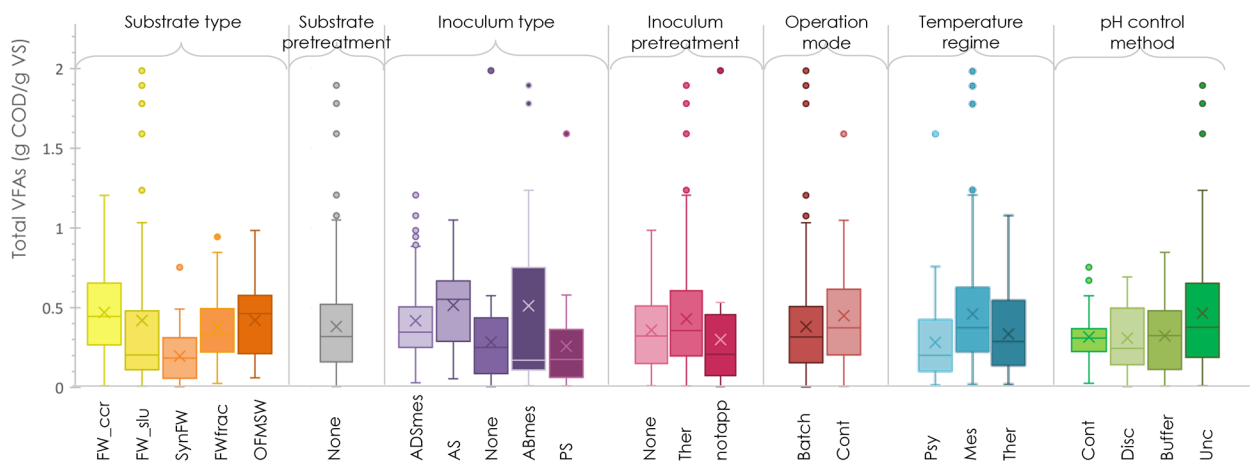 Substrate type
Substrate
pretreatment
Inoculum type
Inoculum
pretreatment
Operation
mode
Temperature
regime
pH control
method
Total VFAs (g COD/g VS)
2
1.5
1
0.5
0
FW_ccr
FW_slu
SynFW
FWfrac
OFMSW
None
ADSmes
AS
None
ABmes
PS
None
Ther
notapp
Batch
Cont
Psy
Mes
Ther
Cont
Disc
Buffer
Unc